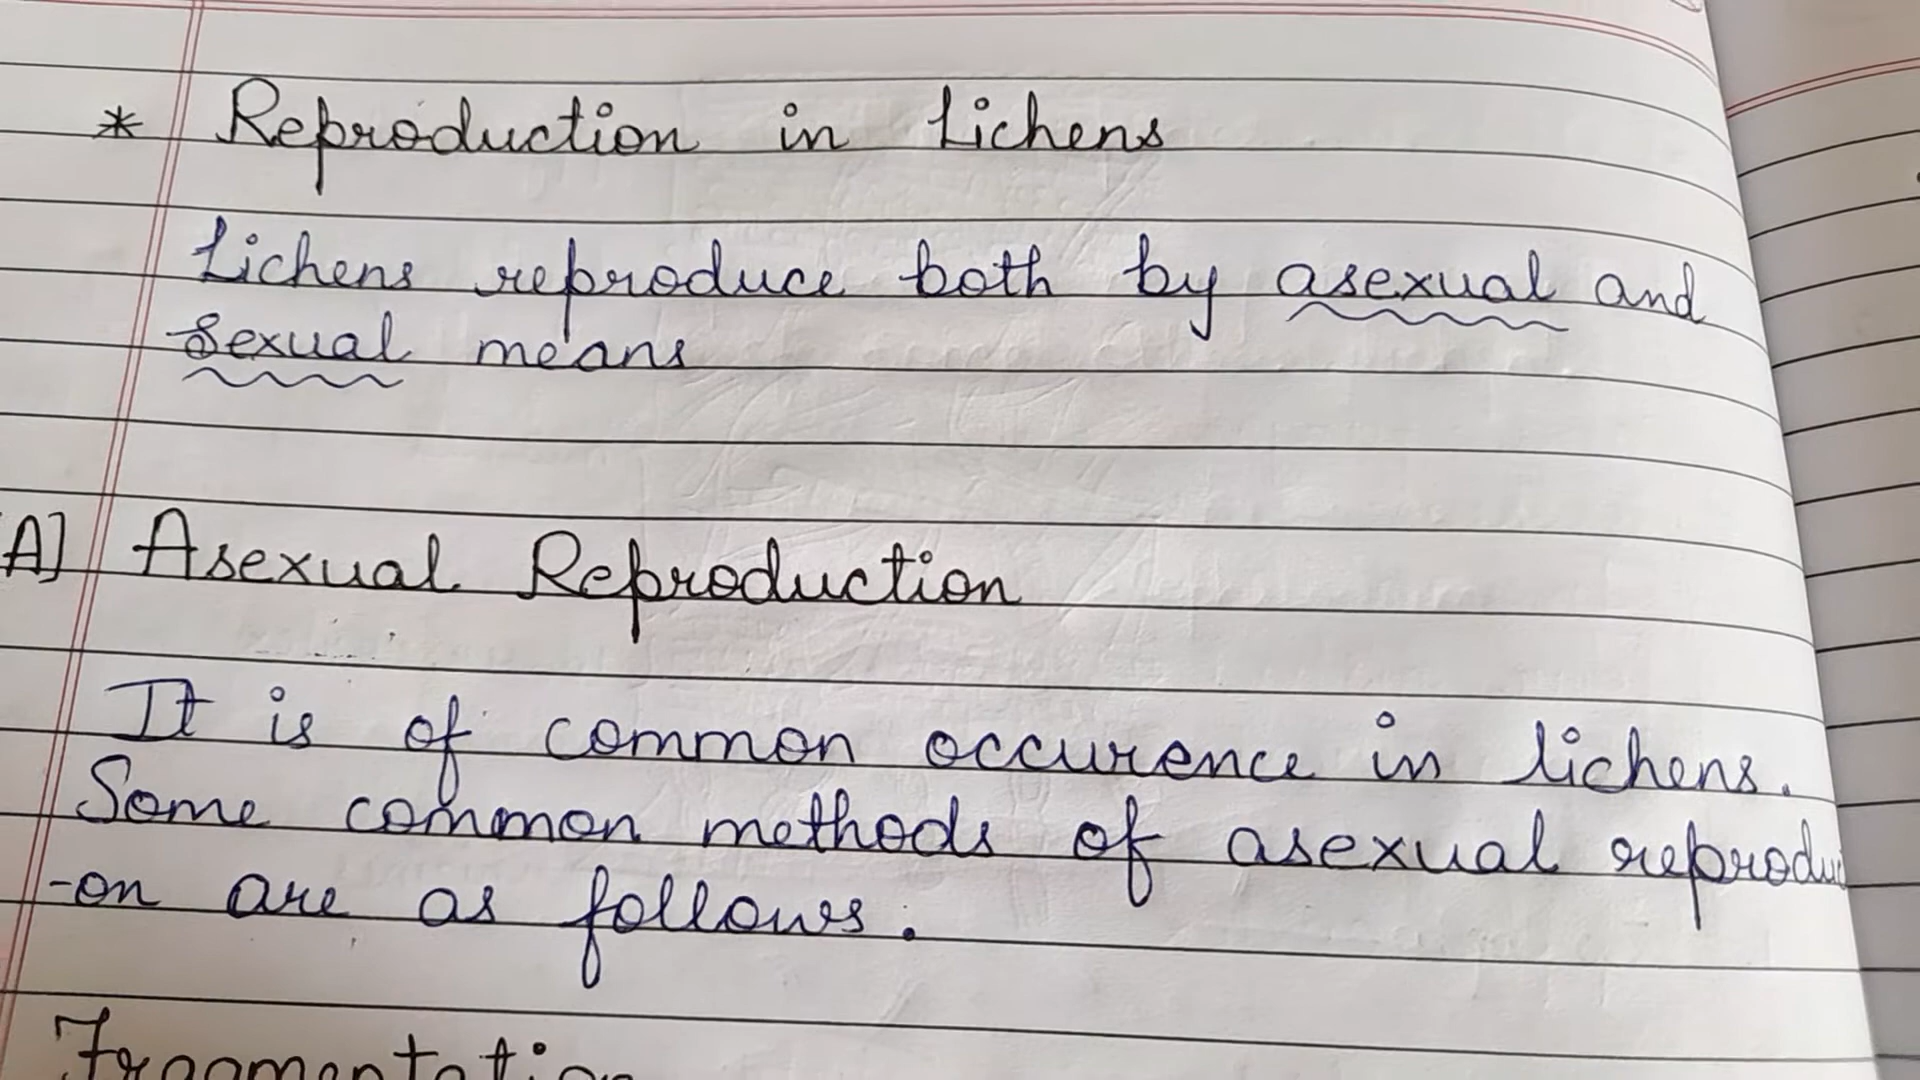 * Reproduction in Lichens
Lichens reproduce both by asexual and
sexual means
A] Asexual Reproduction
It is of common occurence in lichens.
Some common methods of asexual reprodu
-on are as follows.
Fragmentation